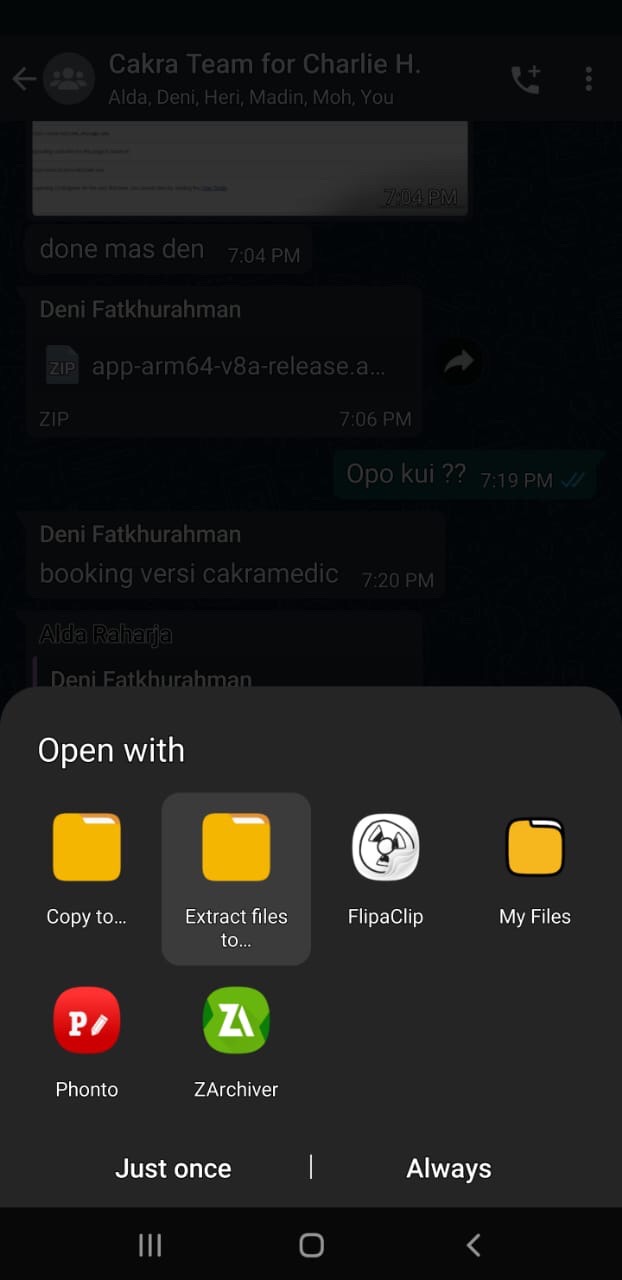 Cakra Team for Charlie H.
Alda, Deni, Heri, Madin, Moh, You
7:04 PM
done mas den 7:04 PM
Deni Fatkhurahman
ZIP app-arm64-v8a-release.a...
ZIP 7:06 PM
Opo kui ?? 7:19 PM
Deni Fatkhurahman
booking versi cakramedic 7:20 PM
Alda Raharja
Deni Fatkhurahman
Open with
Copy to...
Extract files
to...
FlipaClip
My Files
P
ZA
Phonto
ZArchiver
Just once | Always